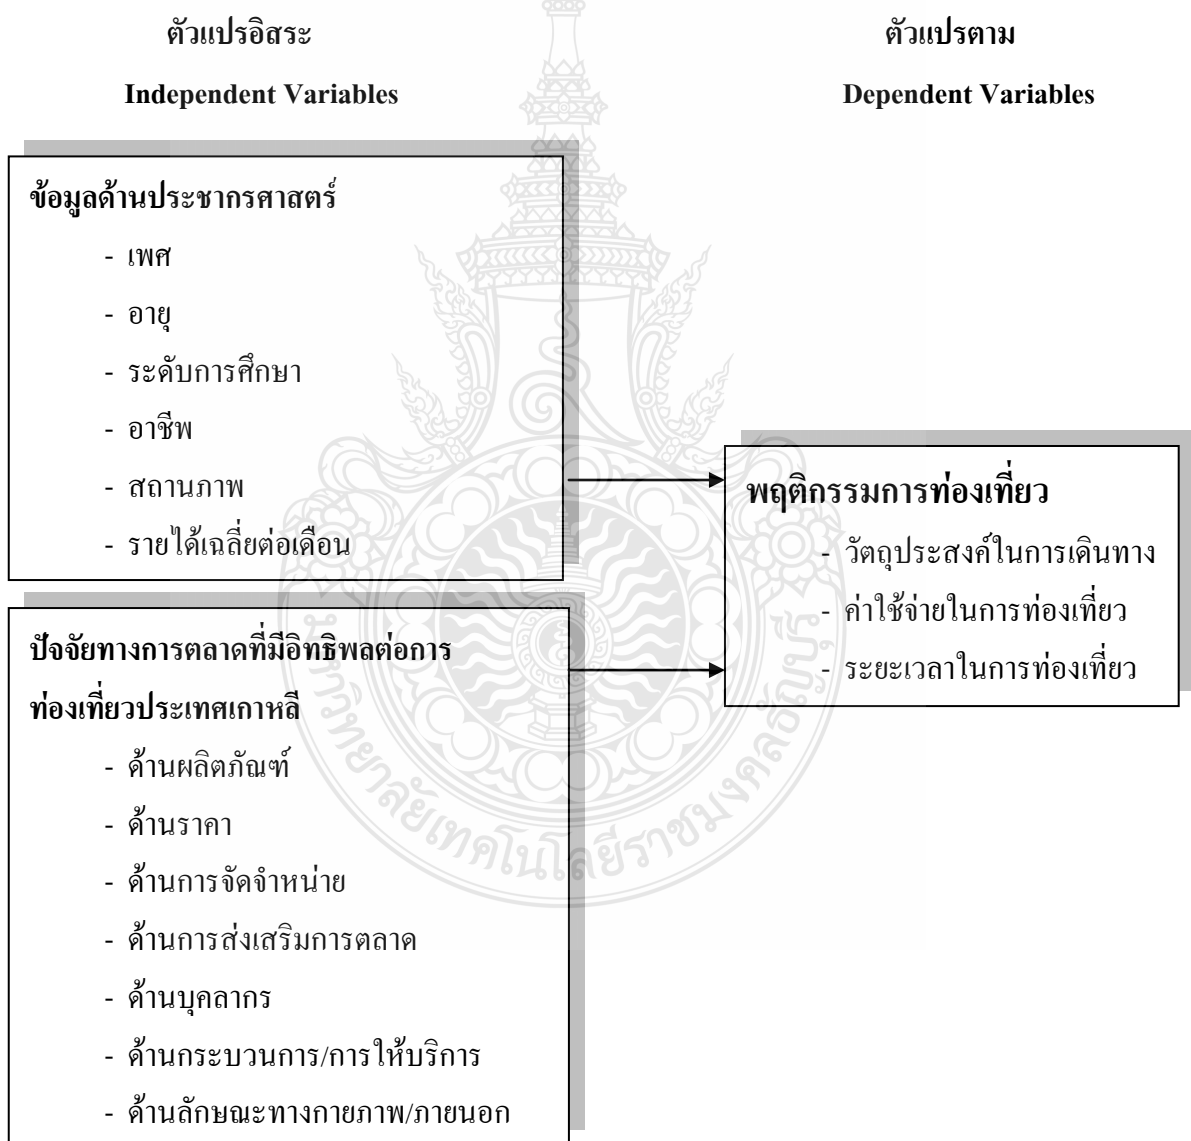 ตัวแปรอิสระ
Independent Variables
ตัวแปรตาม
Dependent Variables
ข้อมูลด้านประชากรศาสตร์
- เพศ
- อายุ
- ระดับการศึกษา
- อาชีพ
- สถานภาพ
- รายได้เฉลี่ยต่อเดือน
ปัจจัยทางการตลาดที่มีอิทธิพลต่อการ
ท่องเที่ยวประเทศเกาหลี
- ด้านผลิตภัณฑ์
- ด้านราคา
- ด้านการจัดจำหน่าย
- ด้านการส่งเสริมการตลาด
- ด้านบุคลากร
- ด้านกระบวนการ/การให้บริการ
- ด้านลักษณะทางกายภาพ/ภายนอก
พฤติกรรมการท่องเที่ยว
- วัตถุประสงค์ในการเดินทาง
- ค่าใช้จ่ายในการท่องเที่ยว
- ระยะเวลาในการท่องเที่ยว